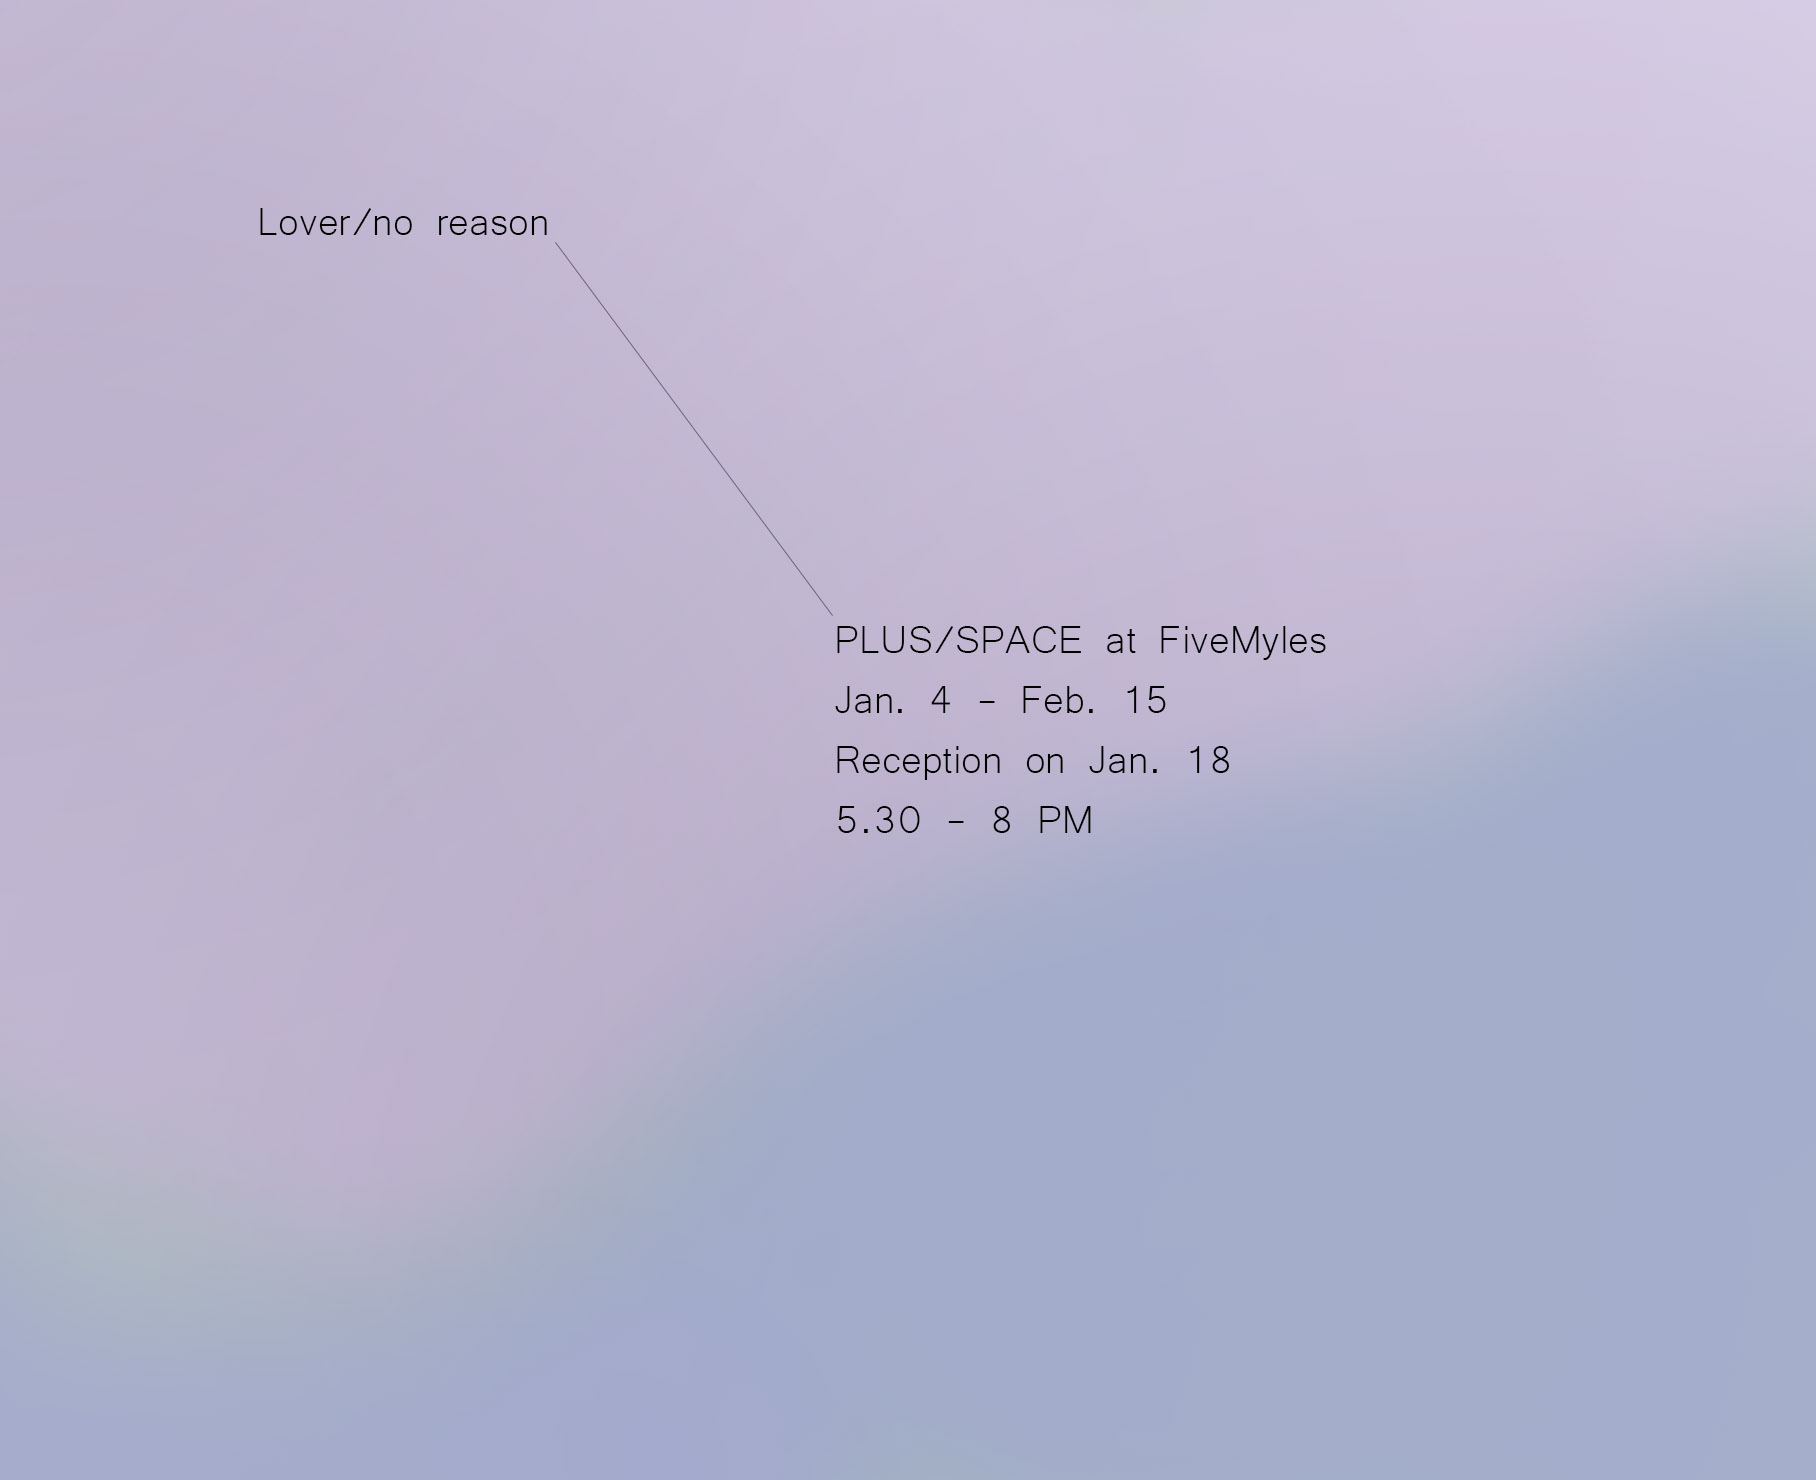 Lover/no reason
PLUS/SPACE at FiveMyles
Jan. 4 - Feb. 15
Reception on Jan. 18
5.30 - 8 PM